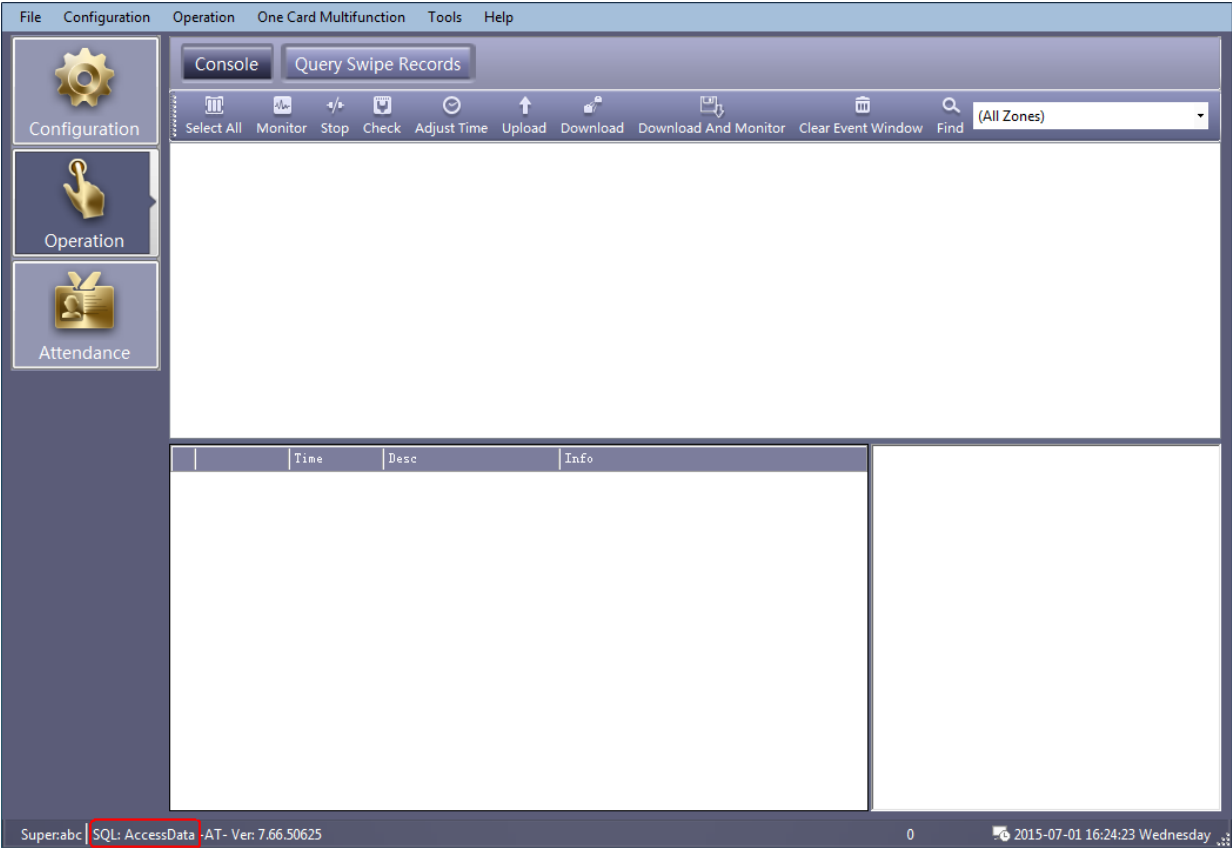 File Configuration Operation One Card Multifunction Tools Help
Console Query Swipe Records
Select All Monitor Stop Check Adjust Time Upload Download Download And Monitor Clear Event Window Find (All Zones)
Configuration
Operation
Attendance
Time Desc Info
Super:abc SQL: AccessData -AT- Ver: 7.66.50625 0 2015-07-01 16:24:23 Wednesday